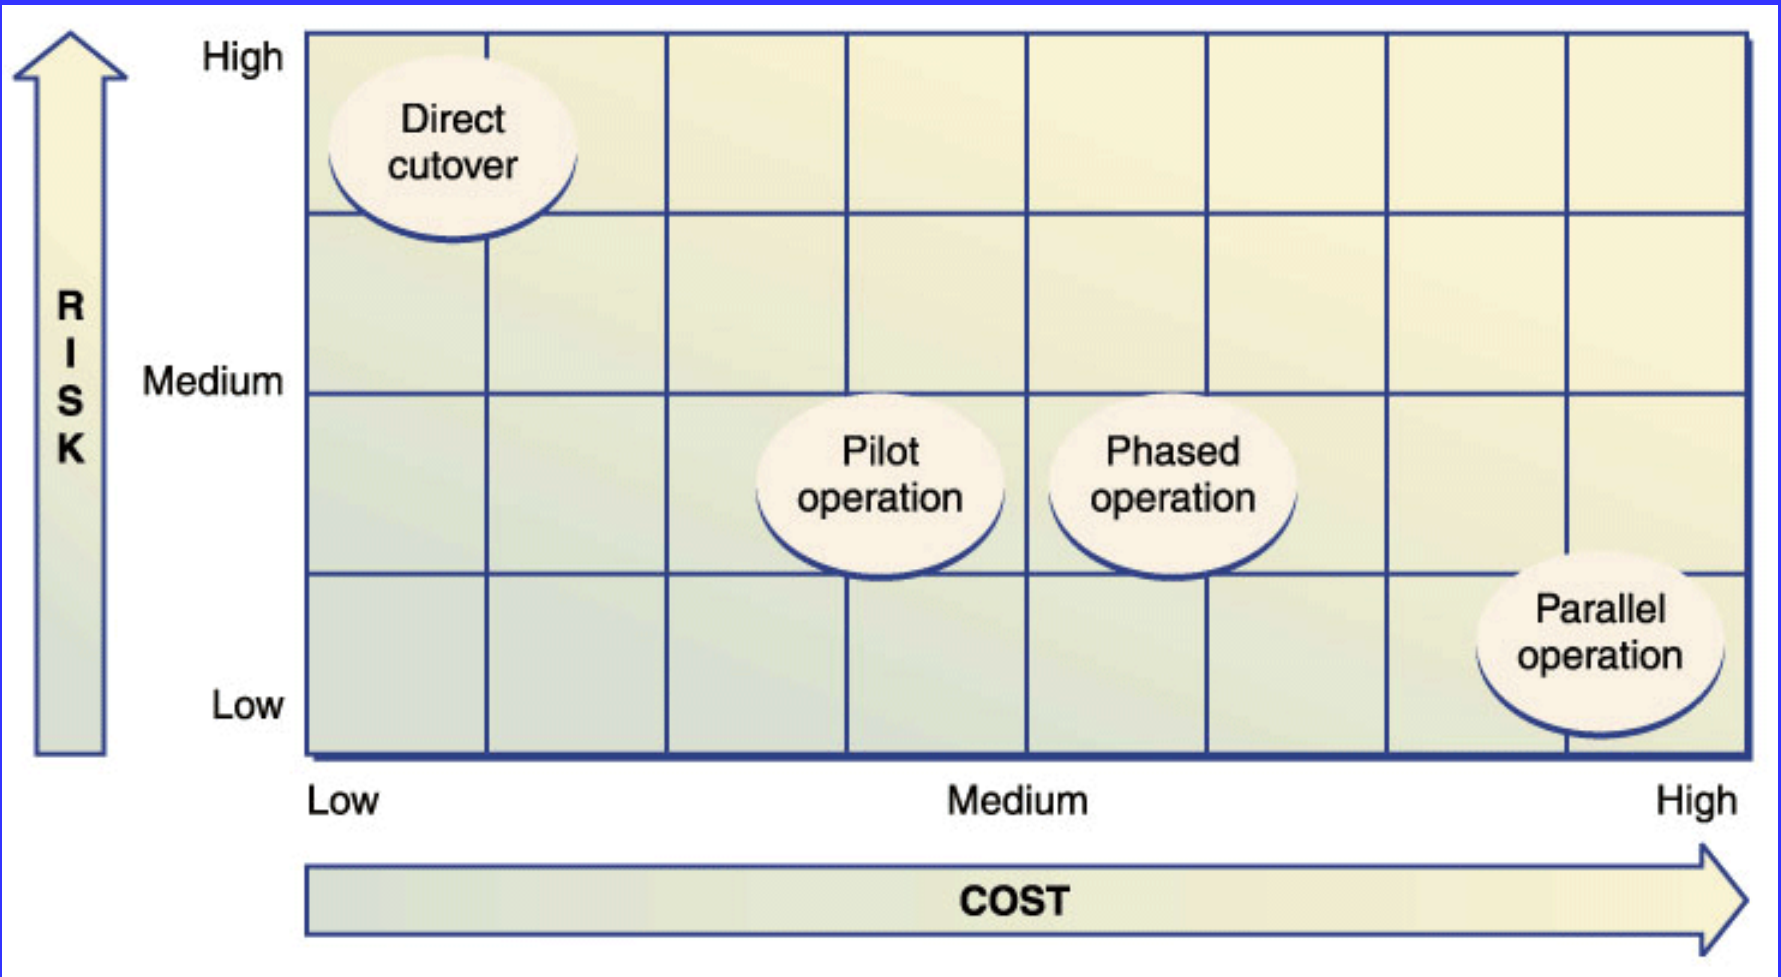 High
Direct
cutover
R
I
S
K
Medium
Pilot
operation
Phased
operation
Parallel
operation
Low
Low
Medium
High
COST